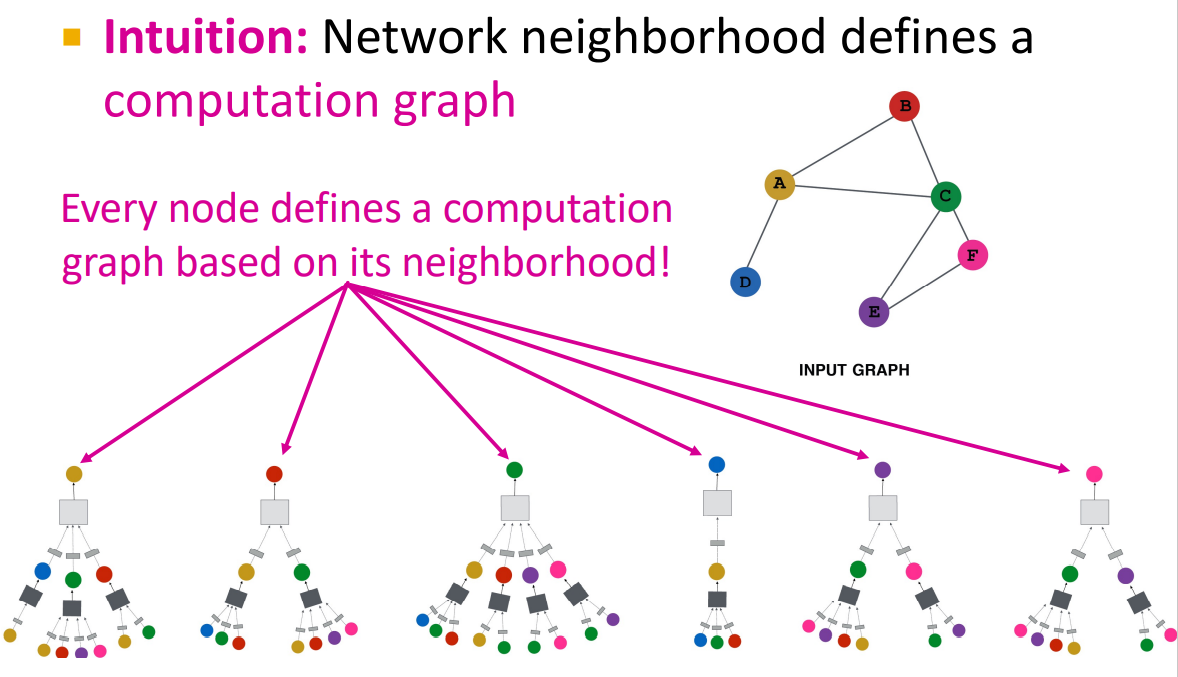 Intuition: Network neighborhood defines a
computation graph
Every node defines a computation
graph based on its neighborhood!
B
A
C
F
D
E
INPUT GRAPH